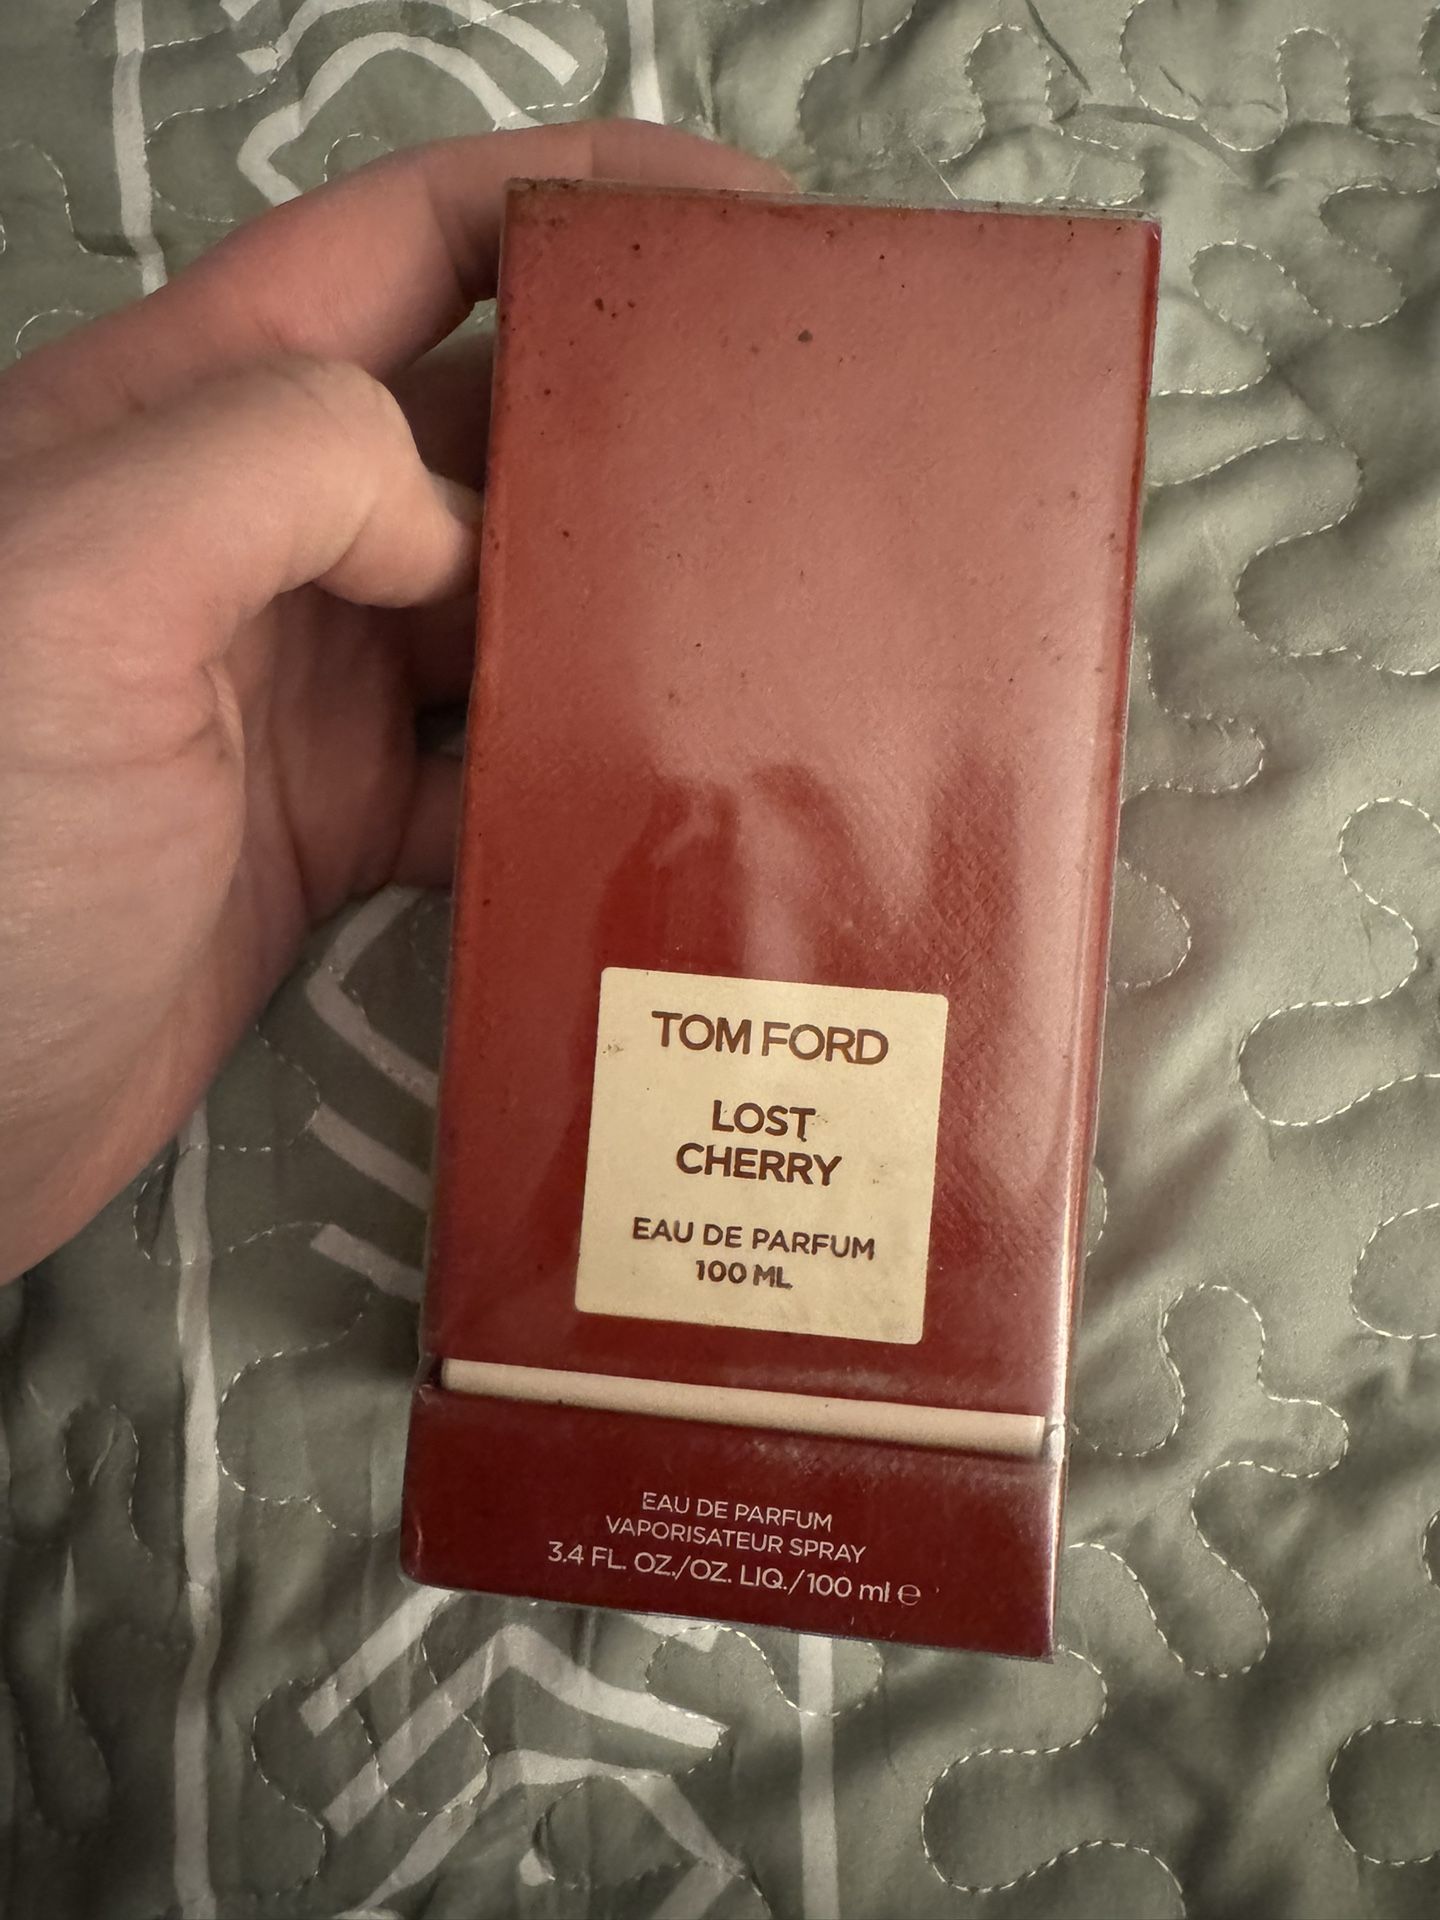 TOM FORD
LOST
CHERRY
EAU DE PARFUM
100 ML
EAU DE PARFUM
VAPORISATEUR SPRAY
3.4 FL. OZ./OZ. LIQ./100 ml ℮